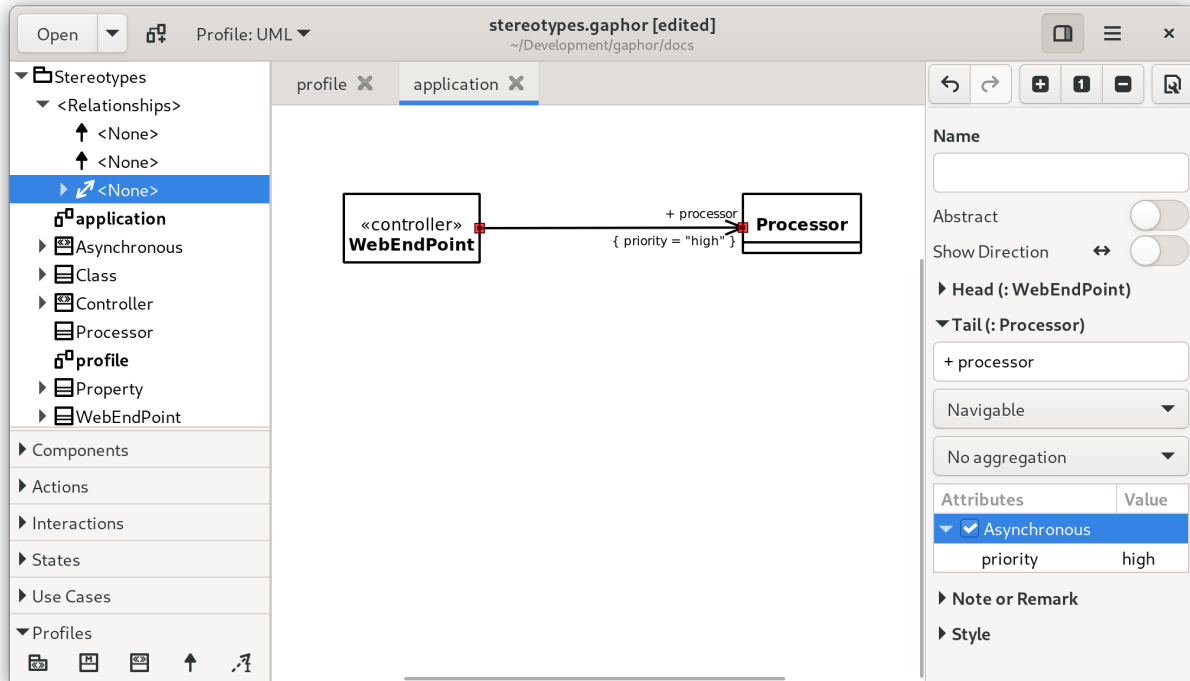 Open
Profile: UML
stereotypes.gaphor [edited]
~/Development/gaphor/docs
Stereotypes
<Relationships>
<None>
<None>
<None>
application
Asynchronous
Class
Controller
Processor
profile
Property
WebEndPoint
Components
Actions
Interactions
States
Use Cases
Profiles
profile
application
«controller»
WebEndPoint
+ processor
{ priority = "high" }
Processor
1
Name
Abstract
Show Direction
Head (: WebEndPoint)
Tail (: Processor)
+ processor
Navigable
No aggregation
Attributes Value
Asynchronous
priority high
Note or Remark
Style